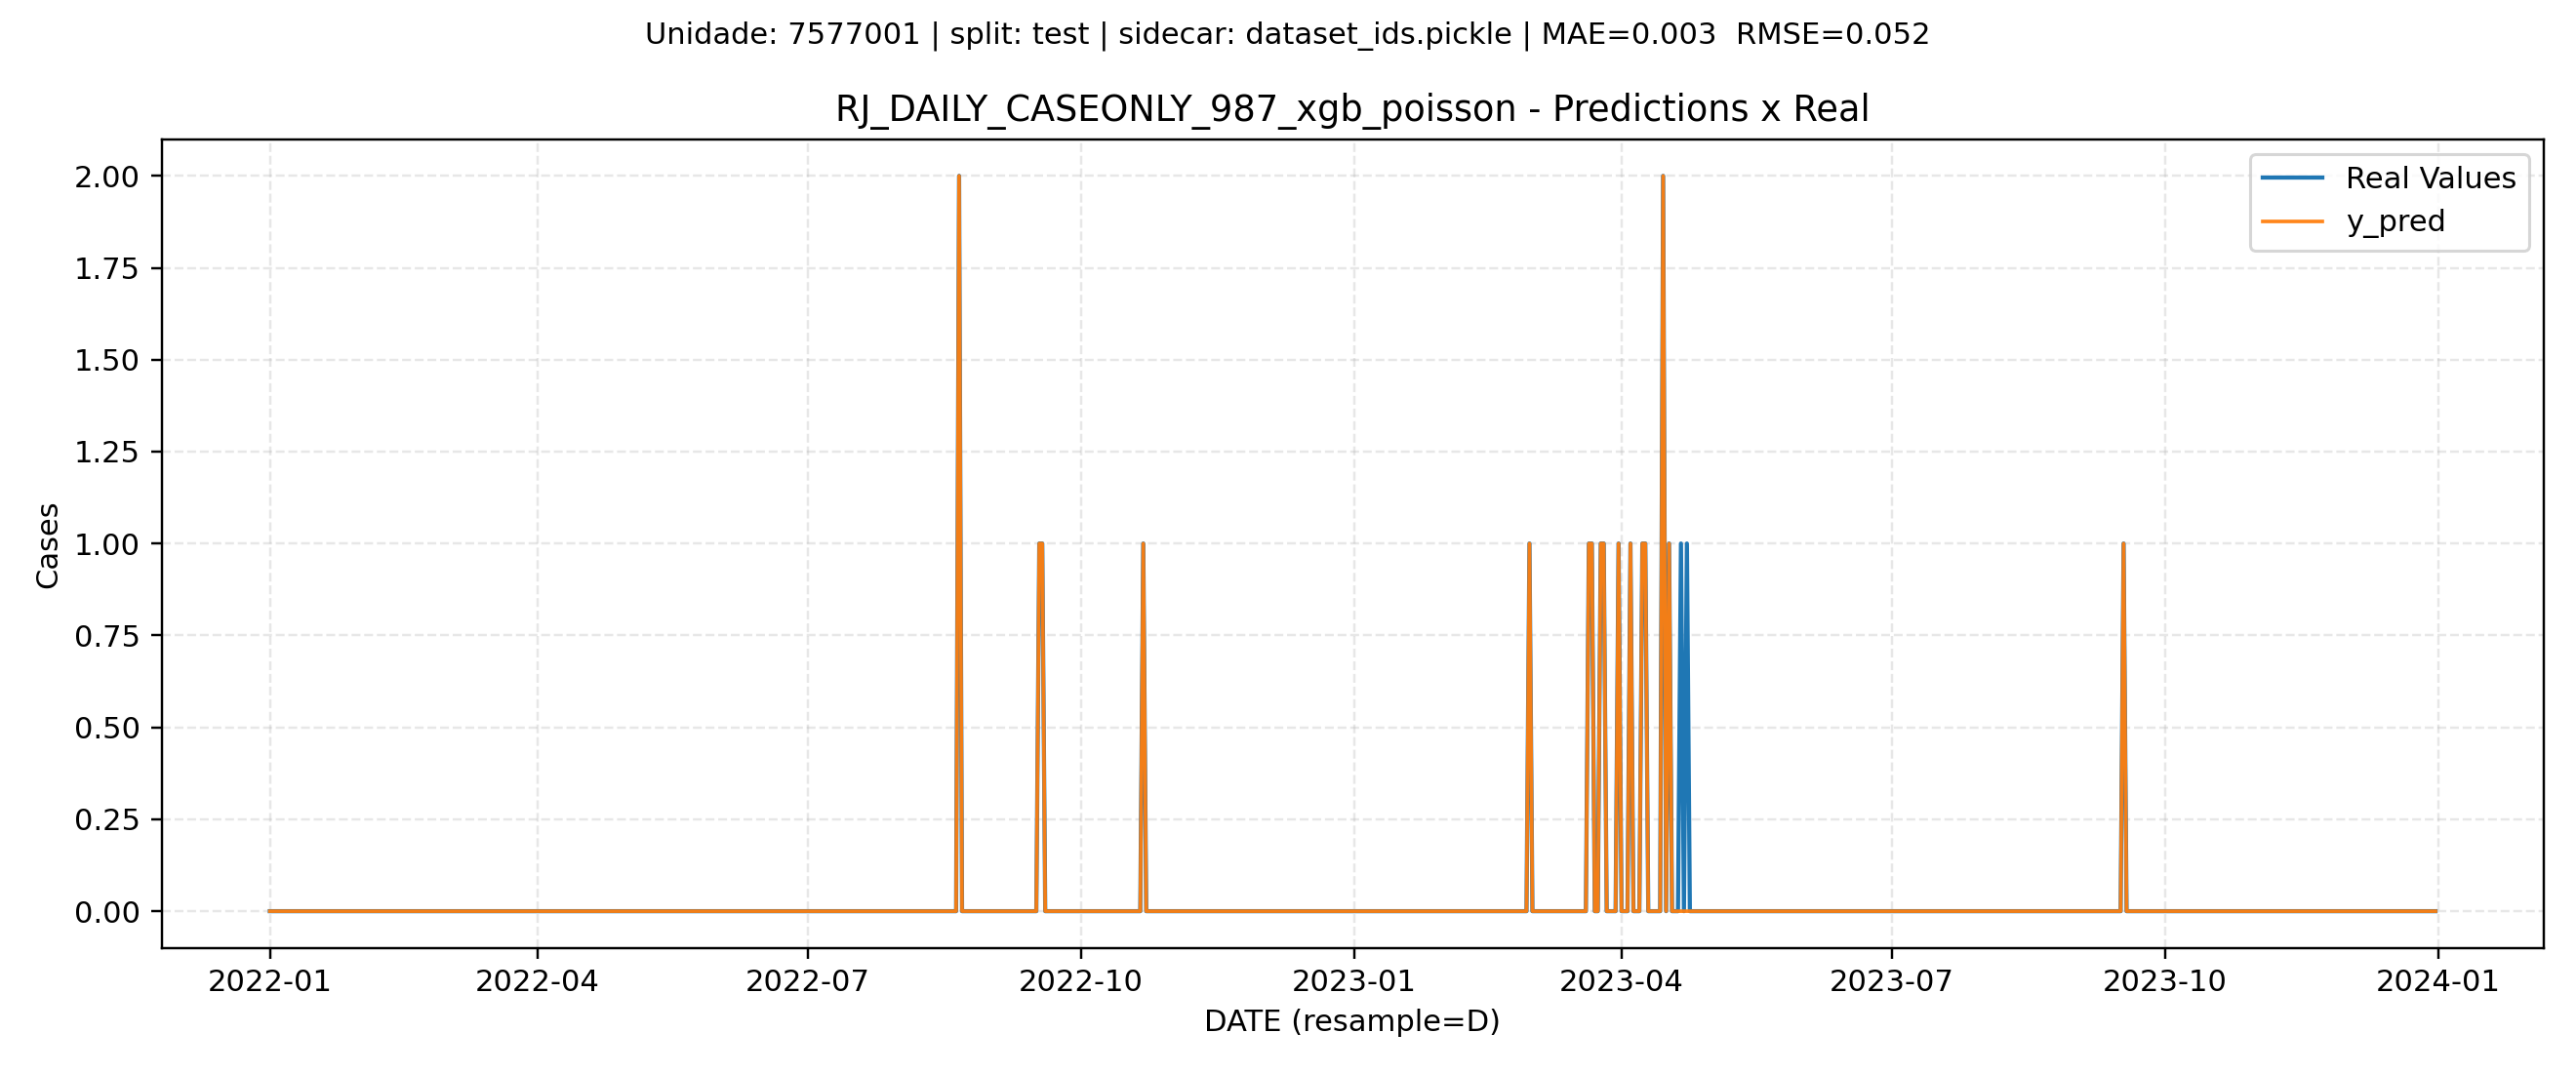 Unidade: 7577001 | split: test | sidecar: dataset_ids.pickle | MAE=0.003  RMSE=0.052
RJ_DAILY_CASEONLY_987_xgb_poisson - Predictions x Real
Real Values
y_pred
Cases
2.00
1.75
1.50
1.25
1.00
0.75
0.50
0.25
0.00
2022-01 2022-04 2022-07 2022-10 2023-01 2023-04 2023-07 2023-10 2024-01
DATE (resample=D)